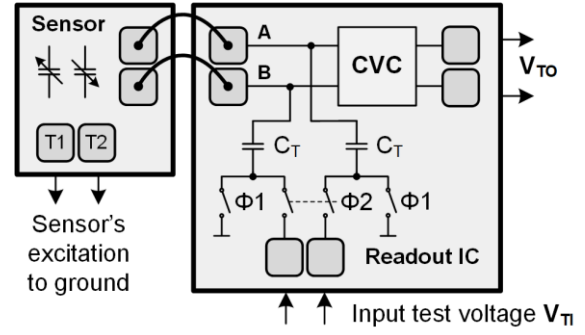 Sensor
A
B
CVC
V_TO
T1 T2
C_T C_T
Φ1 Φ2 Φ1
Sensor's
excitation
to ground
Readout IC
Input test voltage V_TI